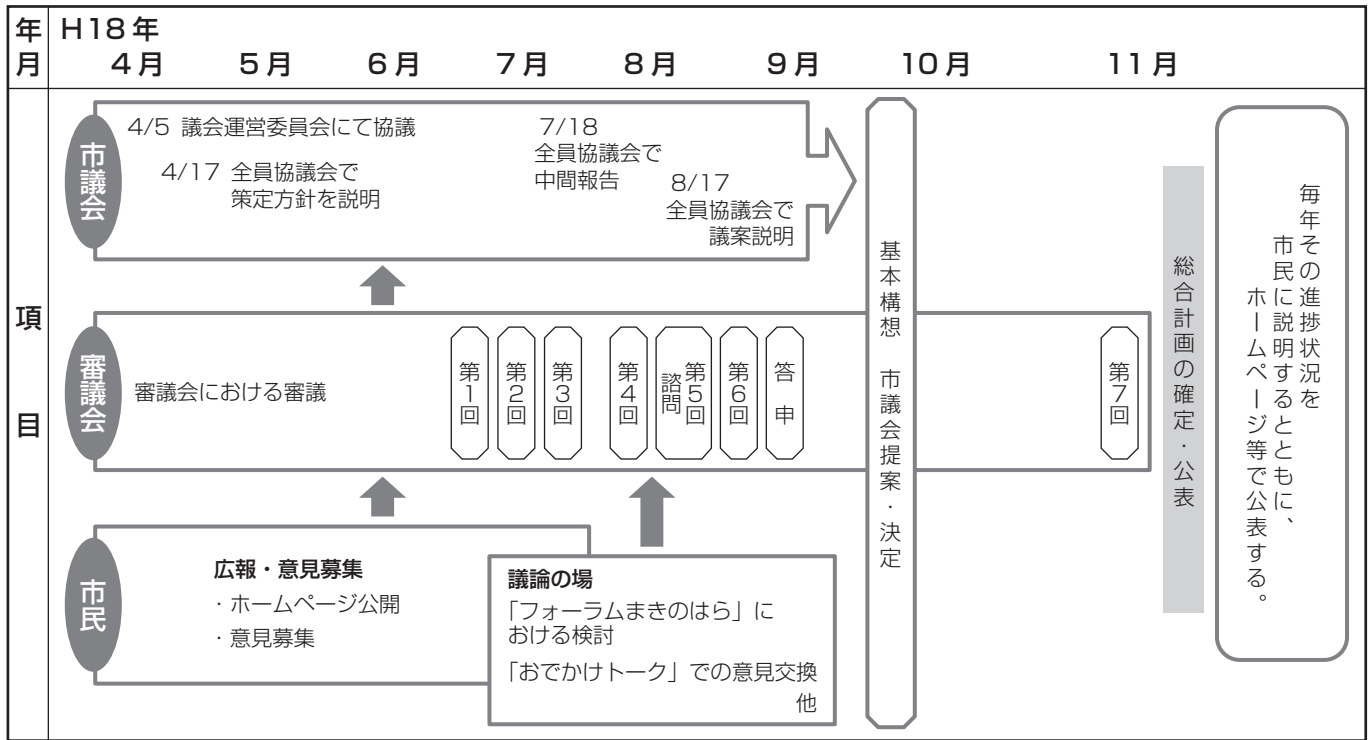 年月
H18年
4月 5月 6月 7月 8月 9月 10月 11月
項目
市議会
4/5 議会運営委員会にて協議
4/17 全員協議会で
策定方針を説明
7/18
全員協議会で
中間報告
8/17
全員協議会で
議案説明
審議会
審議会における審議
第1回
第2回
第3回
第4回
第5回
諮問
第6回
答申
第7回
市民
広報・意見募集
・ホームページ公開
・意見募集
議論の場
「フォーラムまきのはら」に
おける検討
「おでかけトーク」での意見交換
他
基本構想 市議会提案・決定
総合計画の確定・公表
毎年その進捗状況を
市民に説明するとともに、
ホームページ等で公表する。